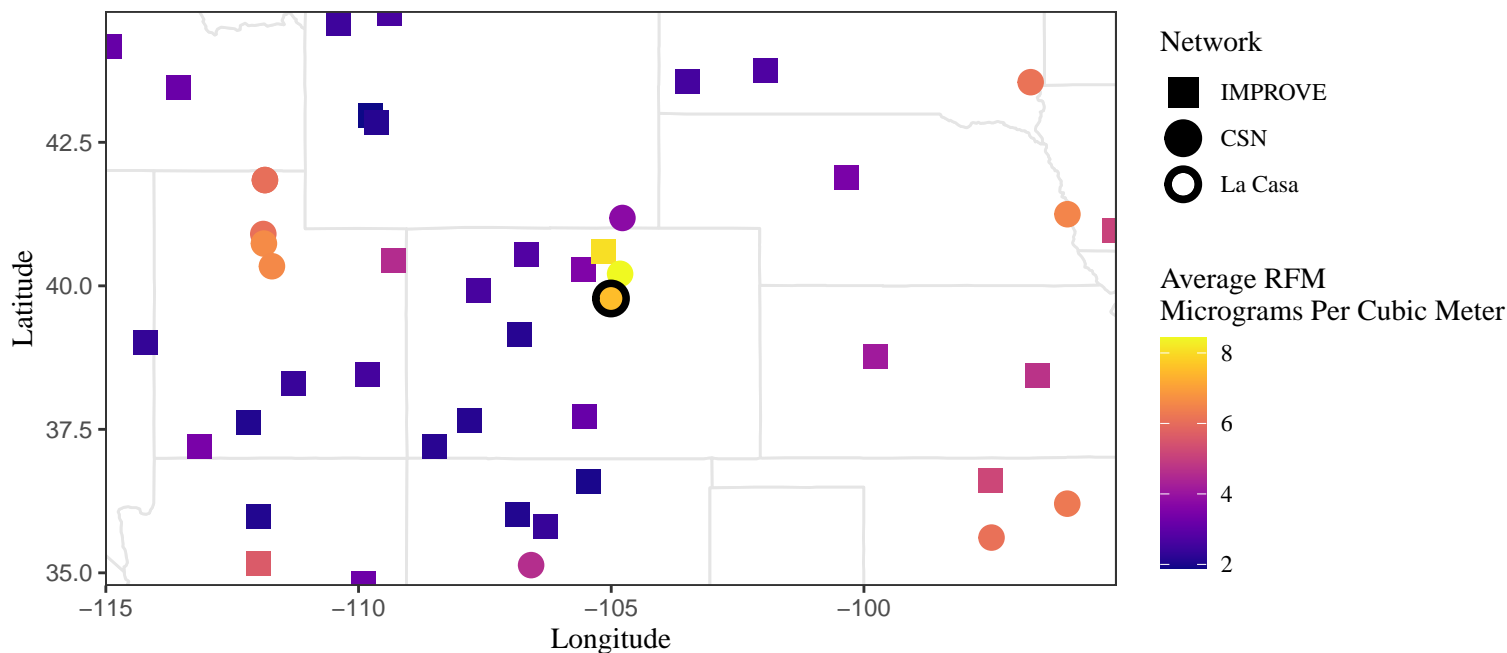 42.5
40.0
37.5
35.0
Latitude
−115
−110
−105
−100
Longitude
Network
IMPROVE
CSN
La Casa
Average RFM
Micrograms Per Cubic Meter
8
6
4
2